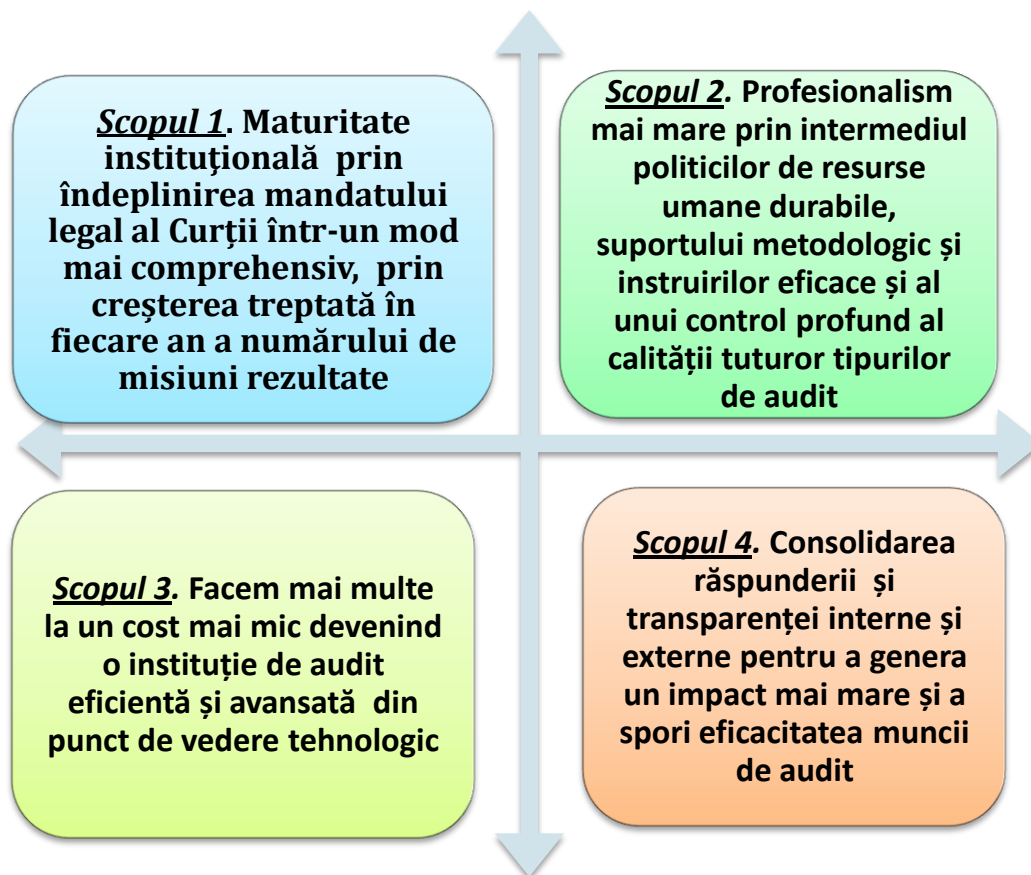 Scopul 1. Maturitate
instituțională prin
îndeplinirea mandatului
legal al Curții într-un mod
mai comprehensiv, prin
creșterea treptată în
fiecare an a numărului de
misiuni rezultate
Scopul 2. Profesionalism
mai mare prin intermediul
politicilor de resurse
umane durabile,
suportului metodologic și
instruirilor eficace și al
unui control profund al
calității tuturor tipurilor
de audit
Scopul 3. Facem mai multe
la un cost mai mic devenind
o instituție de audit
eficientă și avansată din
punct de vedere tehnologic
Scopul 4. Consolidarea
răspunderii și
transparenței interne și
externe pentru a genera
un impact mai mare și a
spori eficacitatea muncii
de audit